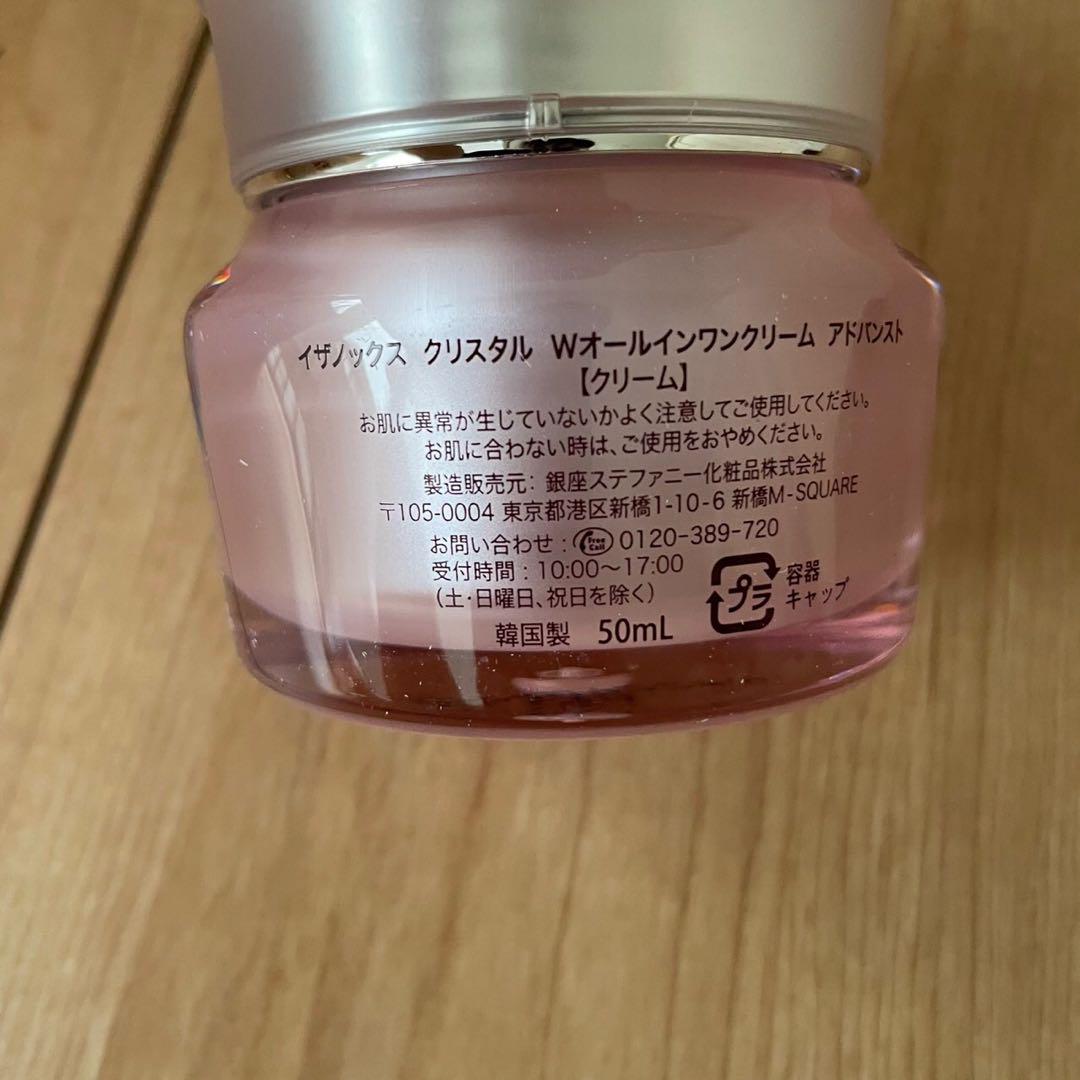 イザノックス クリスタル Wオールインワンクリーム アドバンスト
【クリーム】
お肌に異常が生じていないかよく注意してご使用してください。
お肌に合わない時は、ご使用をおやめください。
製造販売元: 銀座ステファニー化粧品株式会社
〒105-0004 東京都港区新橋1-10-6 新橋M-SQUARE
お問い合わせ : Free Call 0120-389-720
受付時間 : 10:00〜17:00
(土・日曜日、祝日を除く)
韓国製 50mL
プラ
容器
キャップ